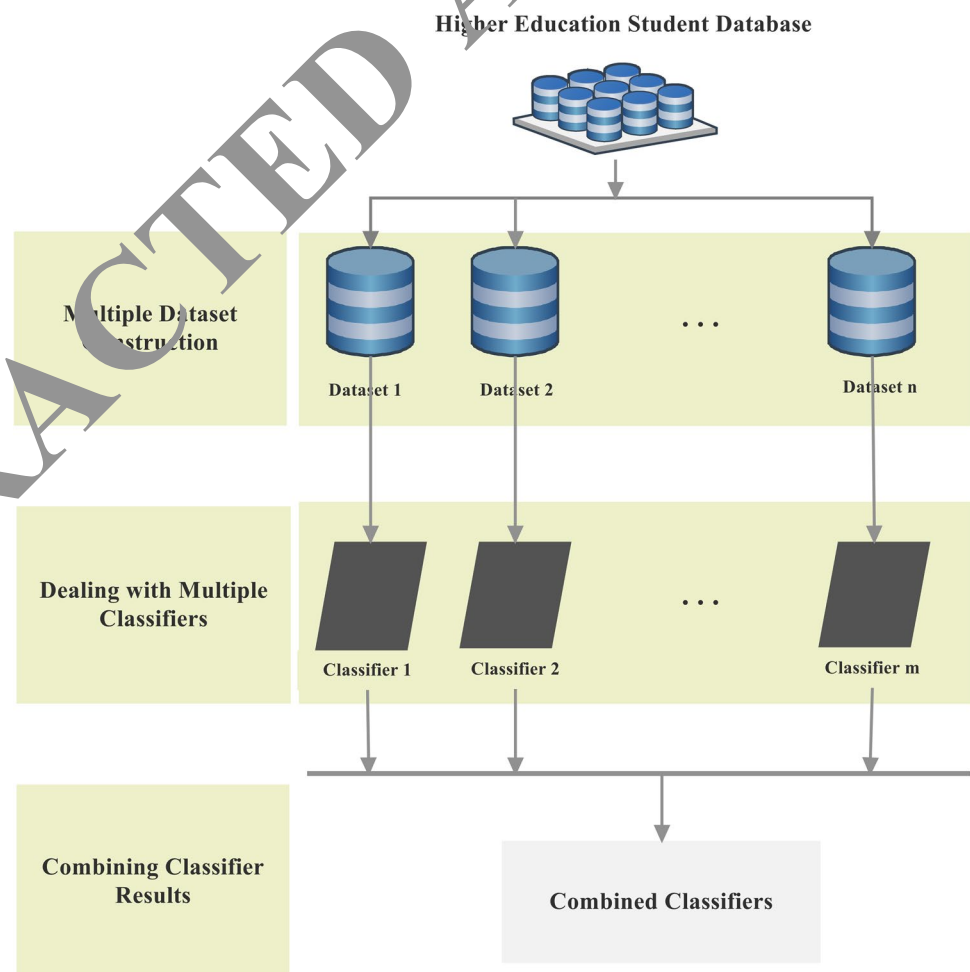 Higher Education Student Database
Dataset
Dataset 1
Dataset 2
. . .
Dataset n
Dealing with Multiple
Classifiers
Classifier 1
Classifier 2
. . .
Classifier m
Combining Classifier
Results
Combined Classifiers